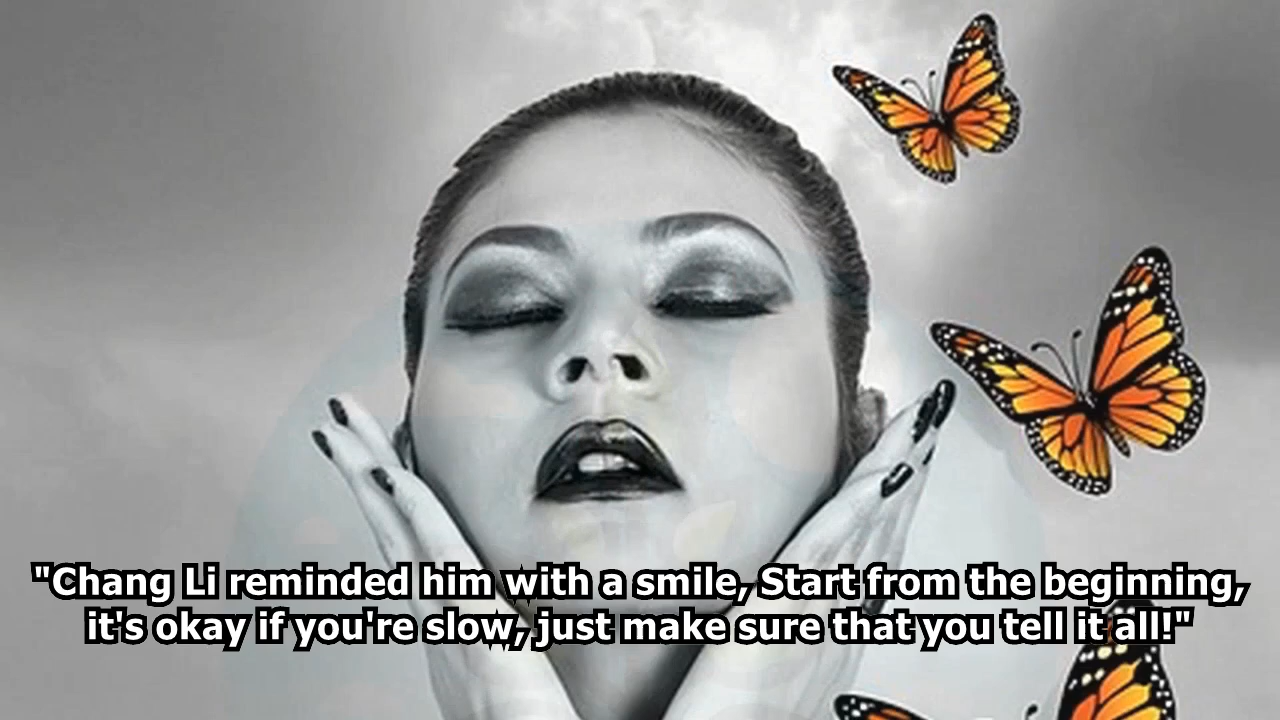 "Chang Li reminded him with a smile, Start from the beginning,
it's okay if you're slow, just make sure that you tell it all!"